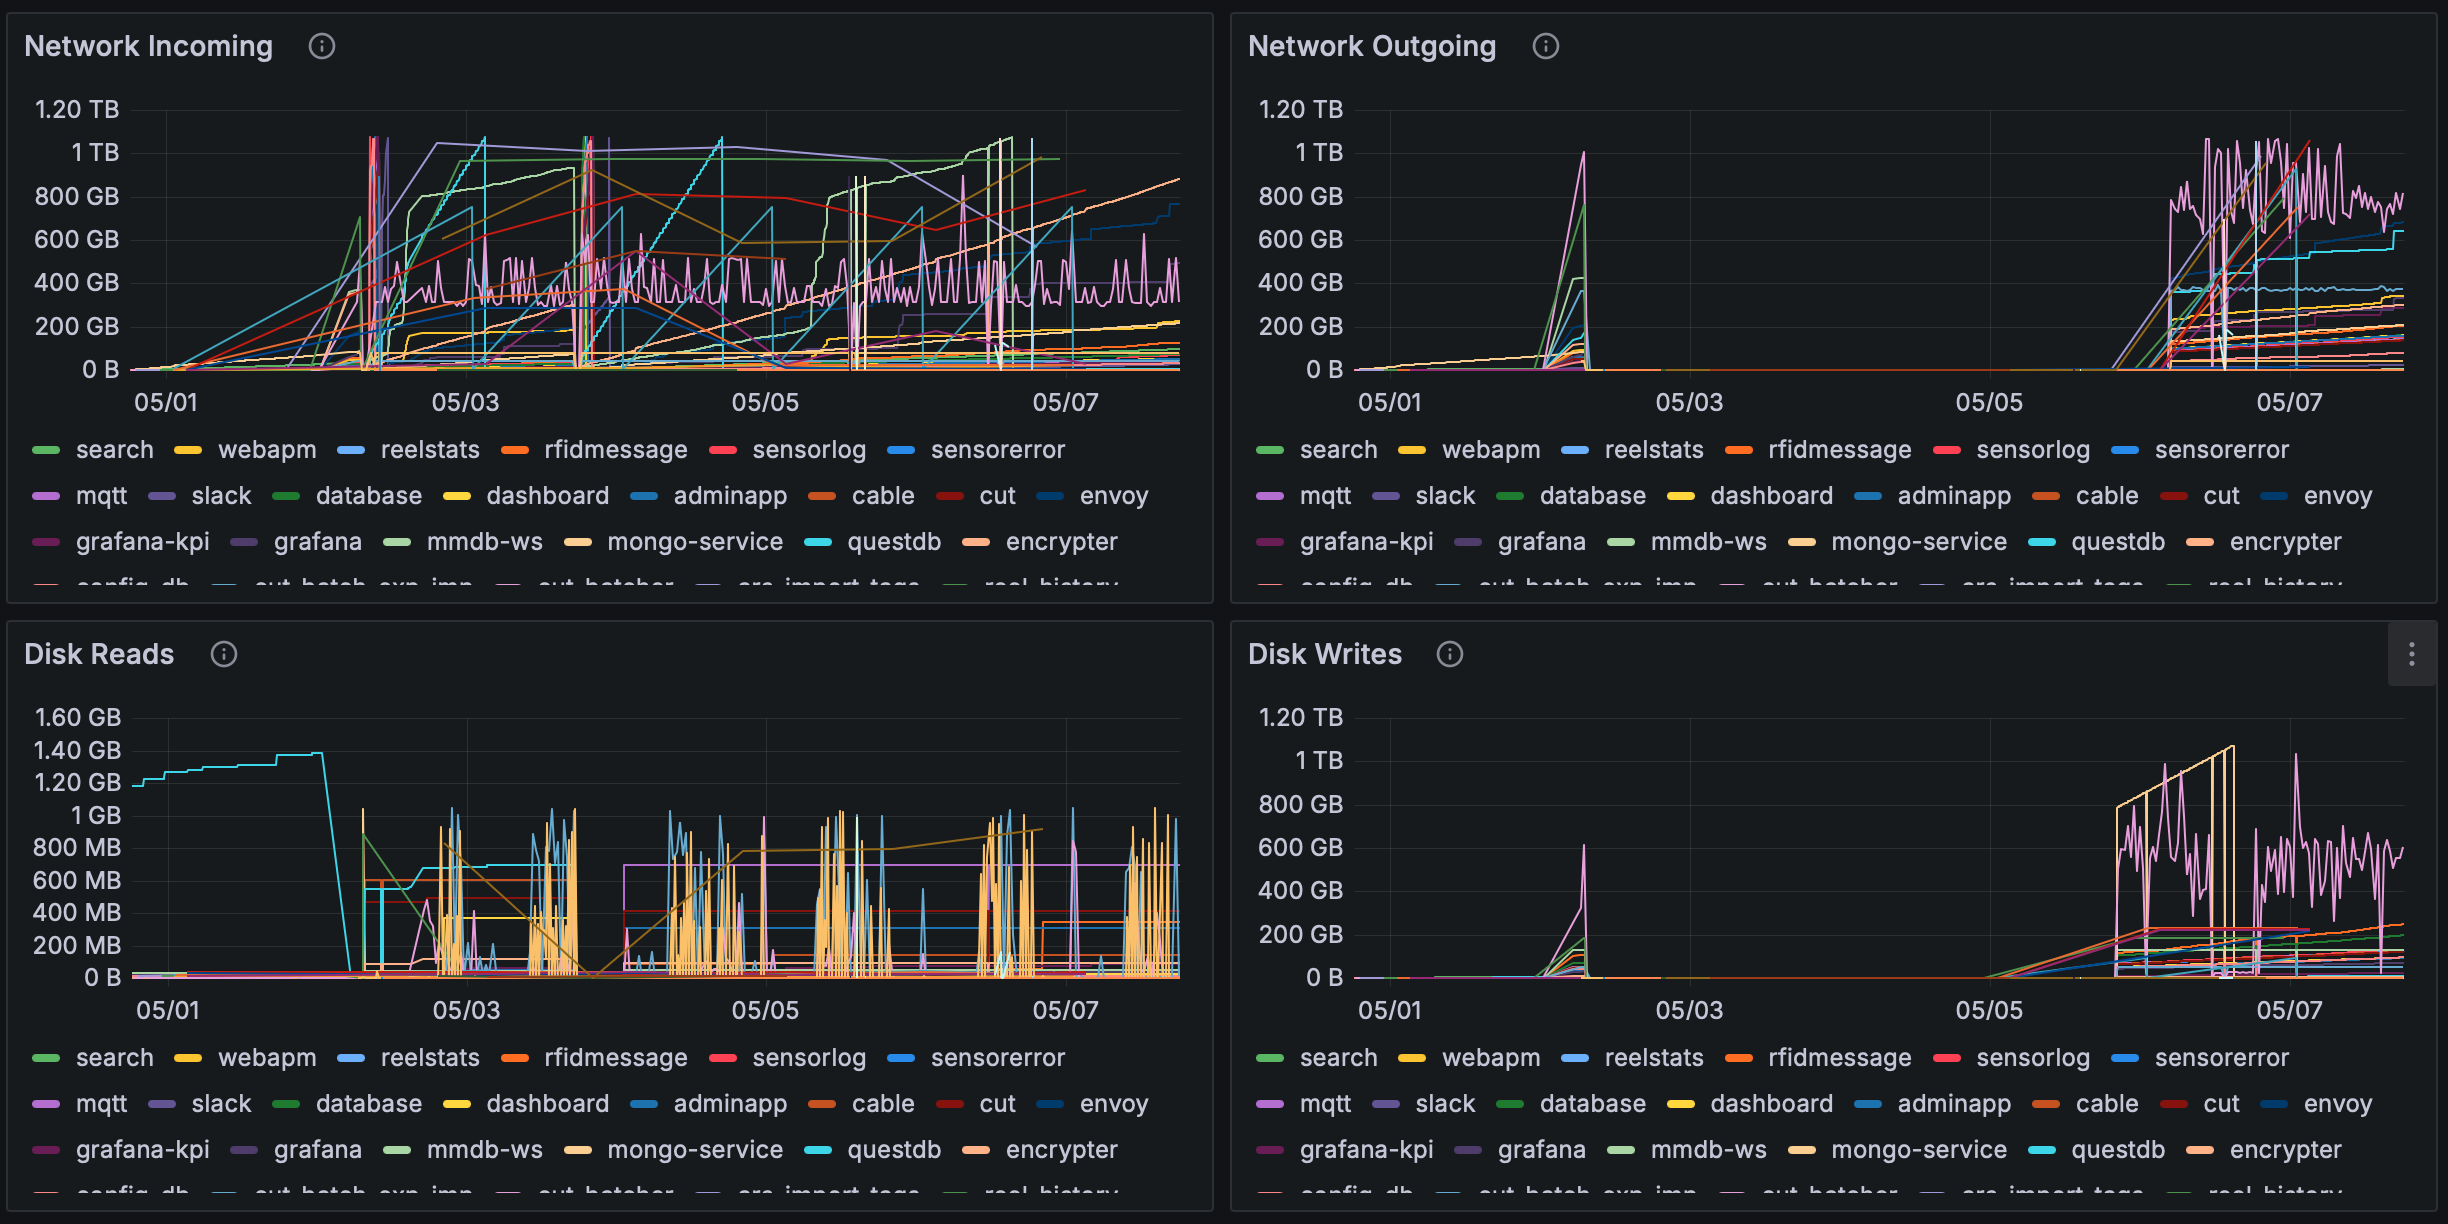 Network Incoming
1.20 TB
1 TB
800 GB
600 GB
400 GB
200 GB
0 B
05/01 05/03 05/05 05/07
search webapm reelstats rfidmessage sensorlog sensorerror
mqtt slack database dashboard adminapp cable cut envoy
grafana-kpi grafana mmdb-ws mongo-service questdb encrypter
Network Outgoing
1.20 TB
1 TB
800 GB
600 GB
400 GB
200 GB
0 B
05/01 05/03 05/05 05/07
search webapm reelstats rfidmessage sensorlog sensorerror
mqtt slack database dashboard adminapp cable cut envoy
grafana-kpi grafana mmdb-ws mongo-service questdb encrypter
Disk Reads
1.60 GB
1.40 GB
1.20 GB
1 GB
800 MB
600 MB
400 MB
200 MB
0 B
05/01 05/03 05/05 05/07
search webapm reelstats rfidmessage sensorlog sensorerror
mqtt slack database dashboard adminapp cable cut envoy
grafana-kpi grafana mmdb-ws mongo-service questdb encrypter
Disk Writes
1.20 TB
1 TB
800 GB
600 GB
400 GB
200 GB
0 B
05/01 05/03 05/05 05/07
search webapm reelstats rfidmessage sensorlog sensorerror
mqtt slack database dashboard adminapp cable cut envoy
grafana-kpi grafana mmdb-ws mongo-service questdb encrypter